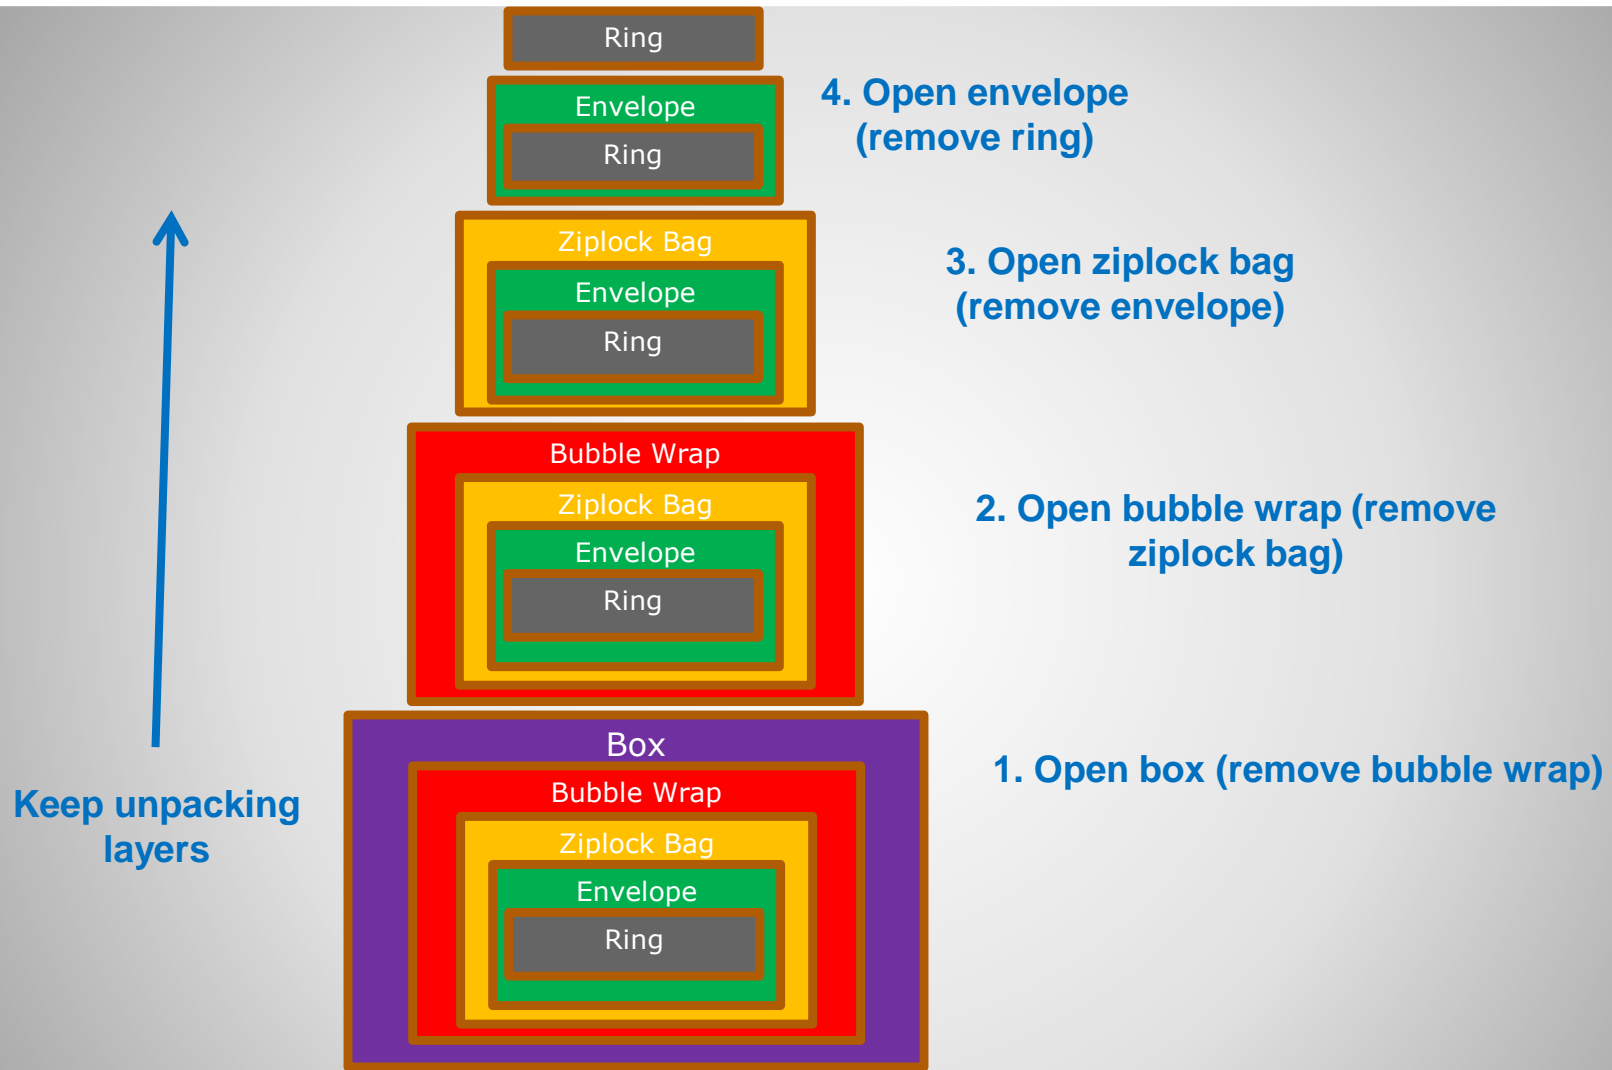 Ring
4. Open envelope
(remove ring)
Envelope
Ring
Ziplock Bag
Envelope
Ring
3. Open ziplock bag
(remove envelope)
Bubble Wrap
Ziplock Bag
Envelope
Ring
2. Open bubble wrap (remove
ziplock bag)
Box
Bubble Wrap
Ziplock Bag
Envelope
Ring
1. Open box (remove bubble wrap)
Keep unpacking
layers